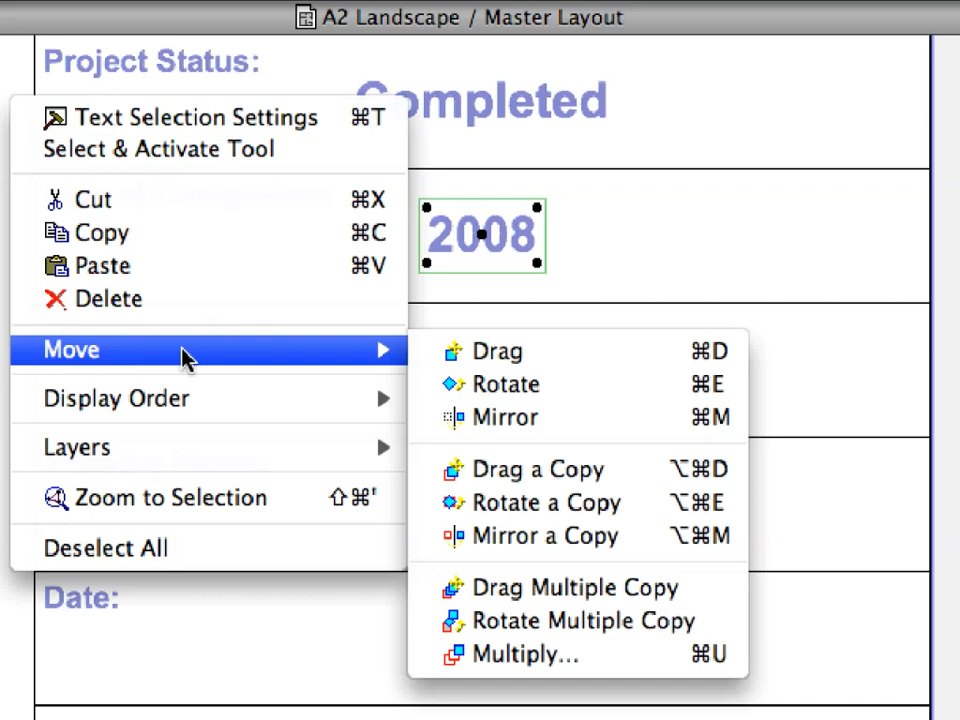 A2 Landscape / Master Layout
Project Status:
Completed
Text Selection Settings ⌘T
Select & Activate Tool
Cut ⌘X
Copy ⌘C
Paste ⌘V
Delete
2008
Move
Display Order
Layers
Zoom to Selection ⇧⌘'
Deselect All
Drag ⌘D
Rotate ⌘E
Mirror ⌘M
Drag a Copy ⌥⌘D
Rotate a Copy ⌥⌘E
Mirror a Copy ⌥⌘M
Drag Multiple Copy
Rotate Multiple Copy
Multiply... ⌘U
Date: